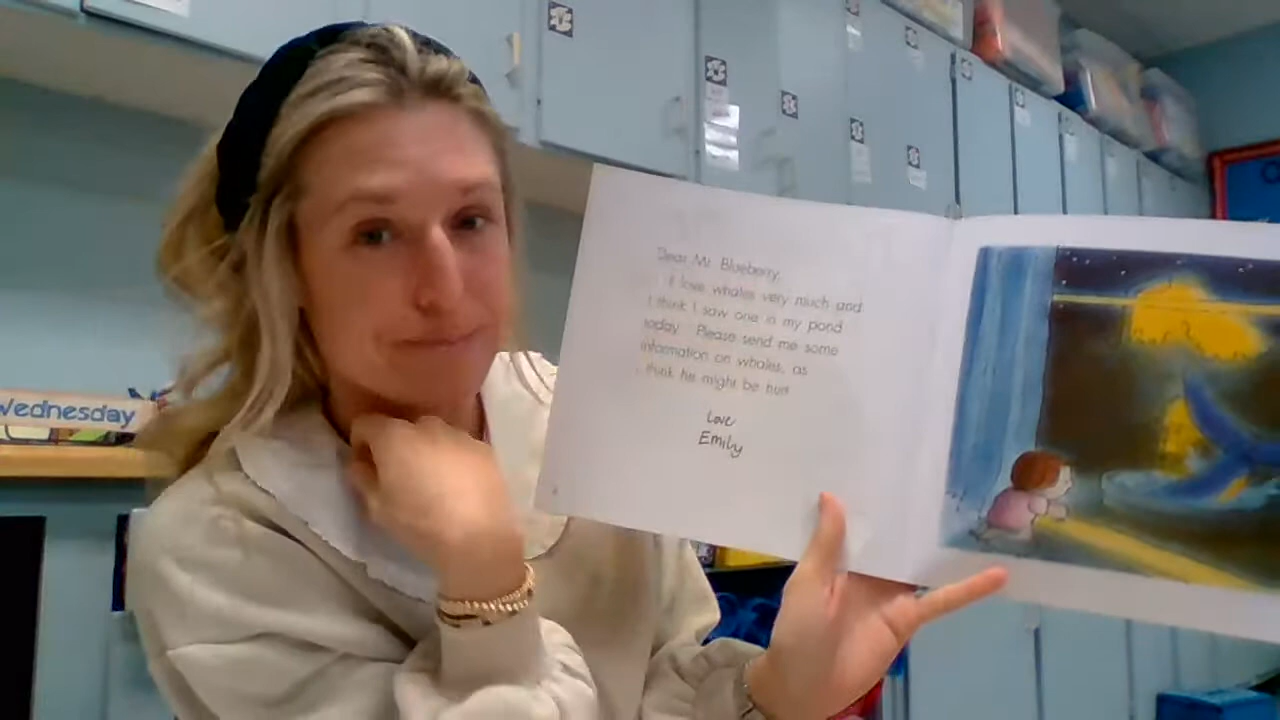 Wednesday
Dear Mr. Blueberry,
I love whales very much and
I think I saw one in my pond
today. Please send me some
information on whales, as
I think he might be hurt.
Love
Emily